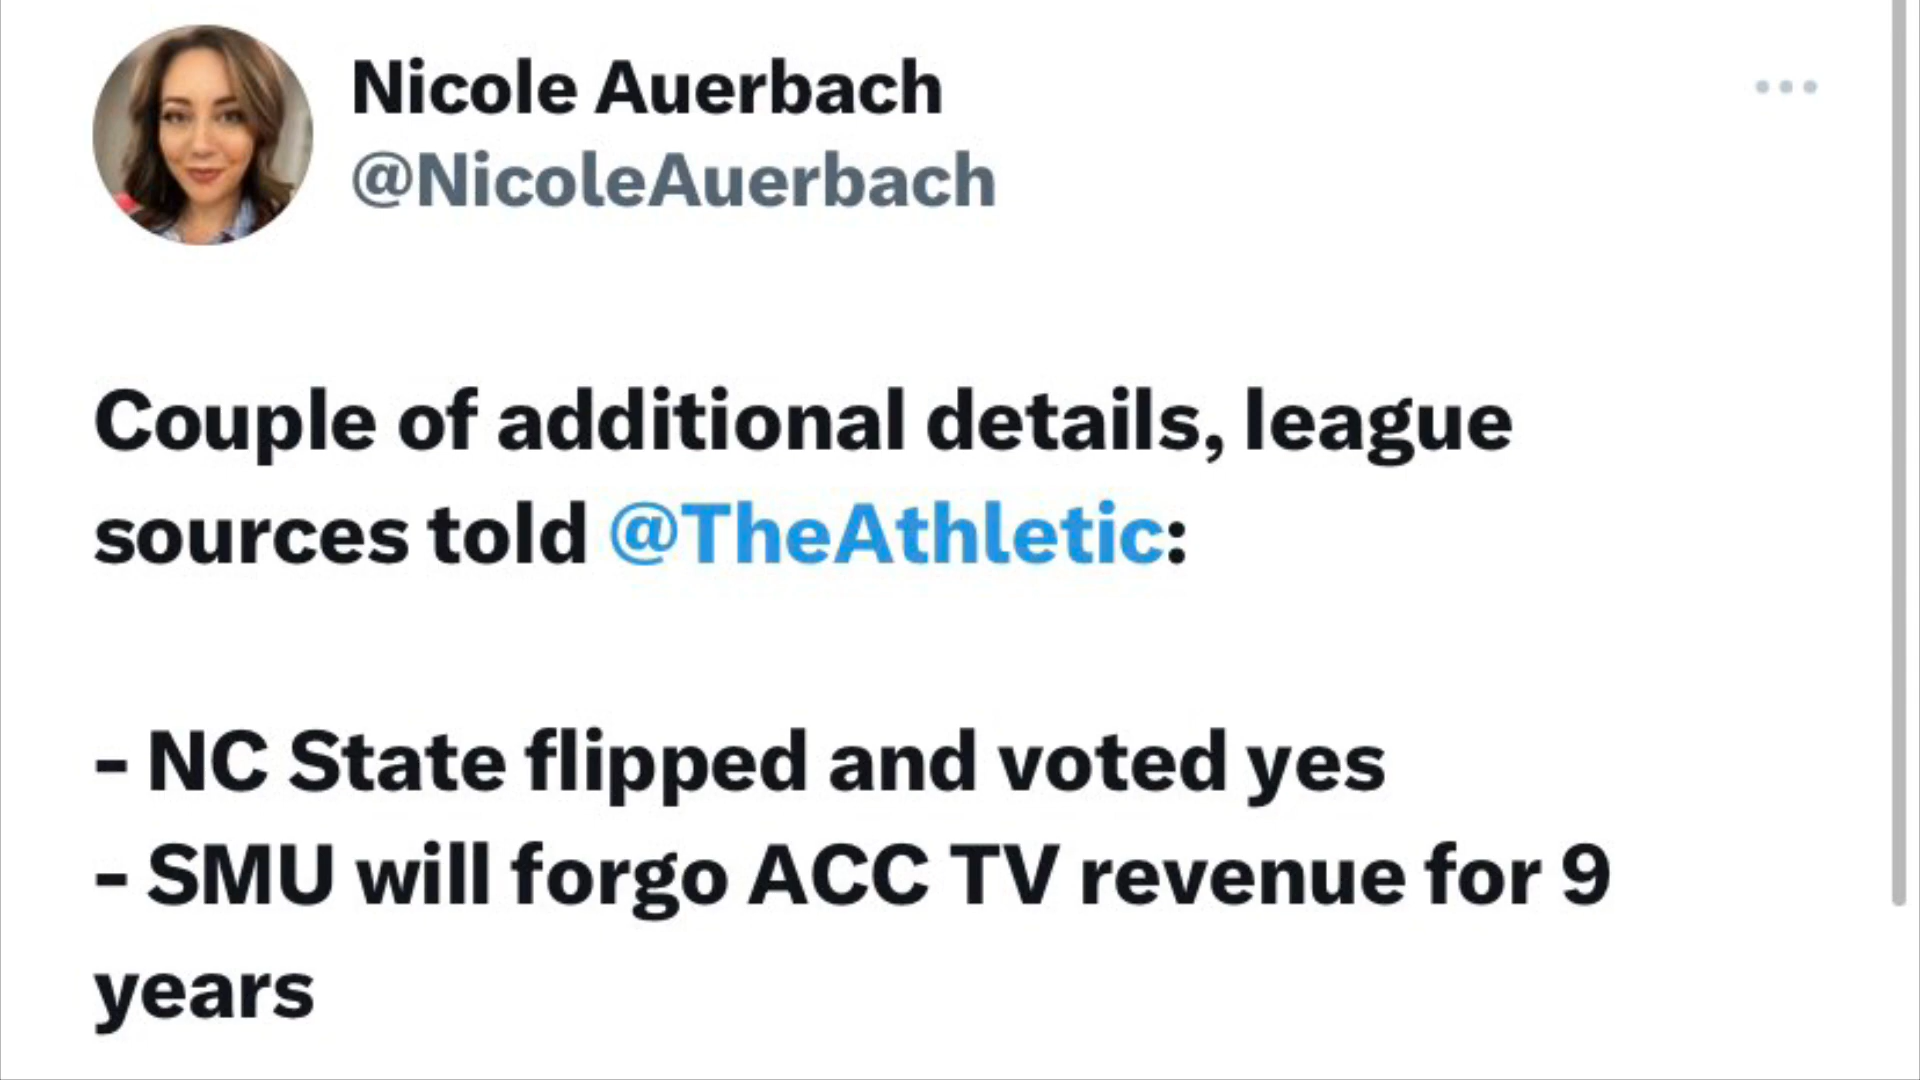 Nicole Auerbach
@NicoleAuerbach
Couple of additional details, league
sources told @TheAthletic:
- NC State flipped and voted yes
- SMU will forgo ACC TV revenue for 9
years